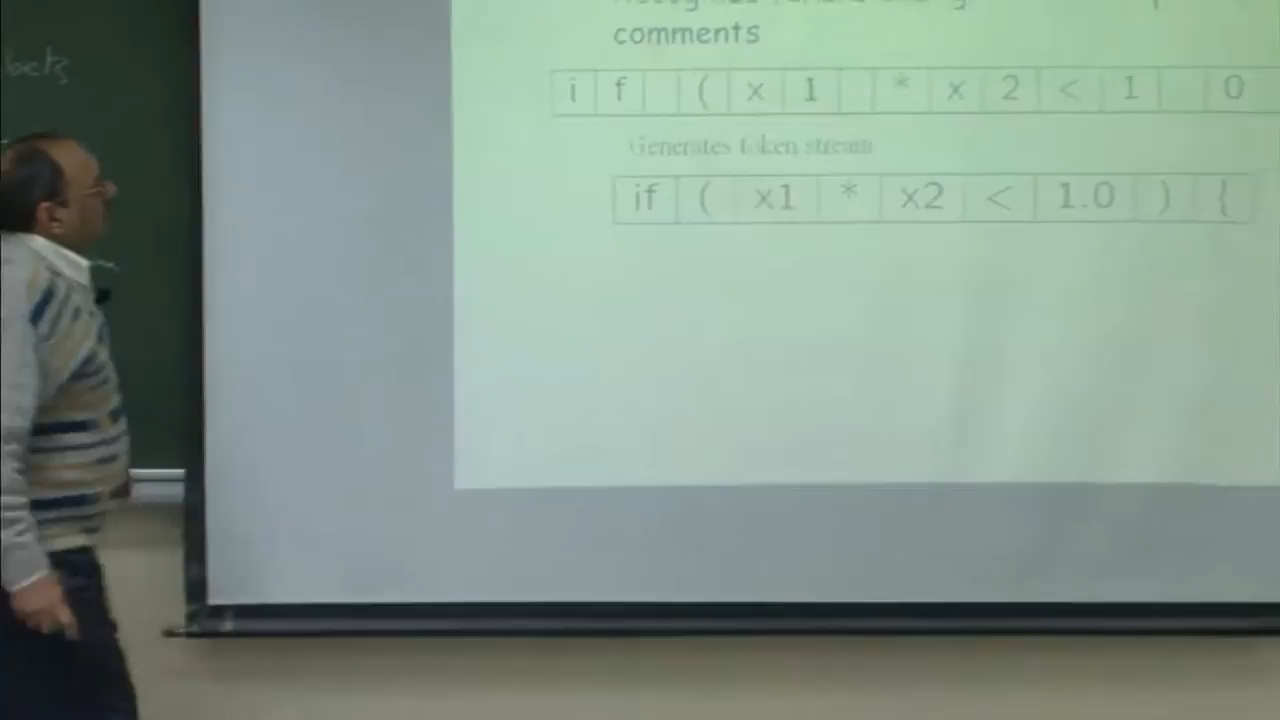 comments
i f ( x 1 * x 2 < 1 0
Generates token stream
if ( x1 * x2 < 1.0 ) {